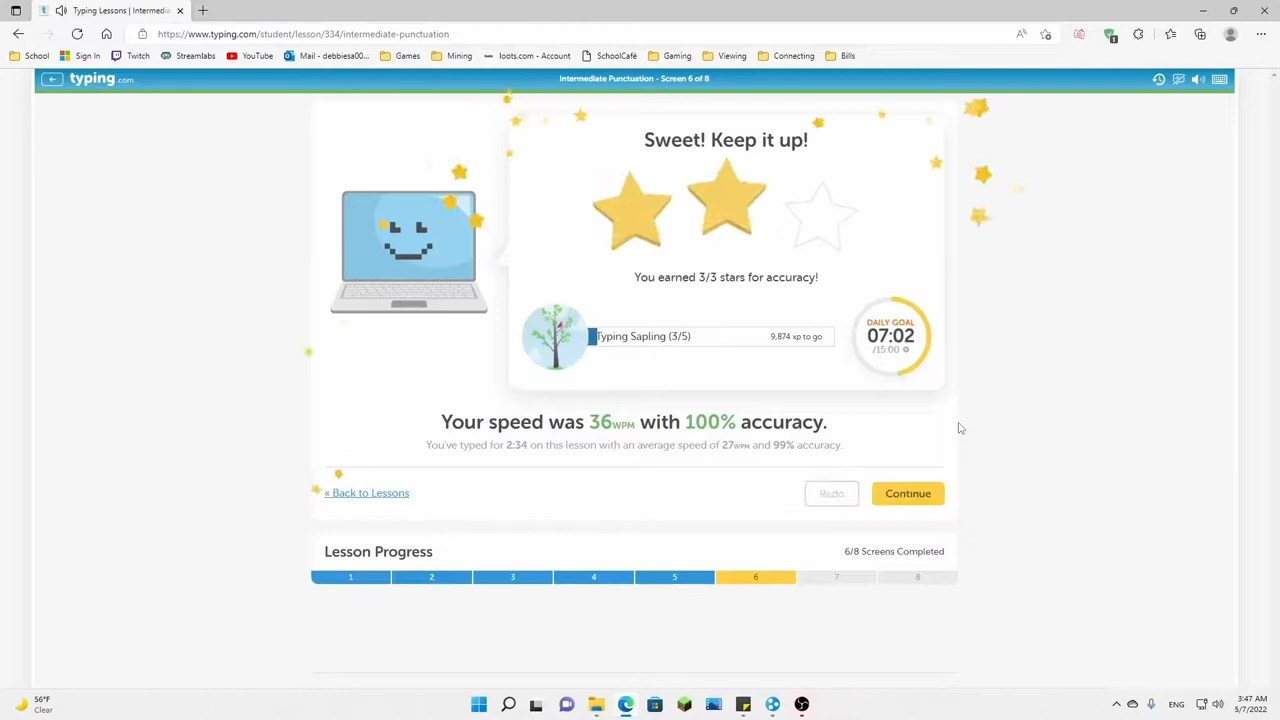 Typing Lessons | Intermedia
https://www.typing.com/student/lesson/334/intermediate-punctuation
School
Sign In
Twitch
Streamlabs
YouTube
Mail - debbiesa00...
Games
Mining
loots.com - Account
SchoolCafé
Gaming
Viewing
Connecting
Bills
typing.com
Intermediate Punctuation - Screen 6 of 8
Sweet! Keep it up!
You earned 3/3 stars for accuracy!
Typing Sapling (3/5)
9,874 xp to go
DAILY GOAL
07:02
/15:00
Your speed was 36WPM with 100% accuracy.
You've typed for 2:34 on this lesson with an average speed of 27WPM and 99% accuracy.
« Back to Lessons
Redo
Continue
Lesson Progress
6/8 Screens Completed
1 2 3 4 5 6 7 8
56°F
Clear
ENG
3:47 AM
5/7/2022